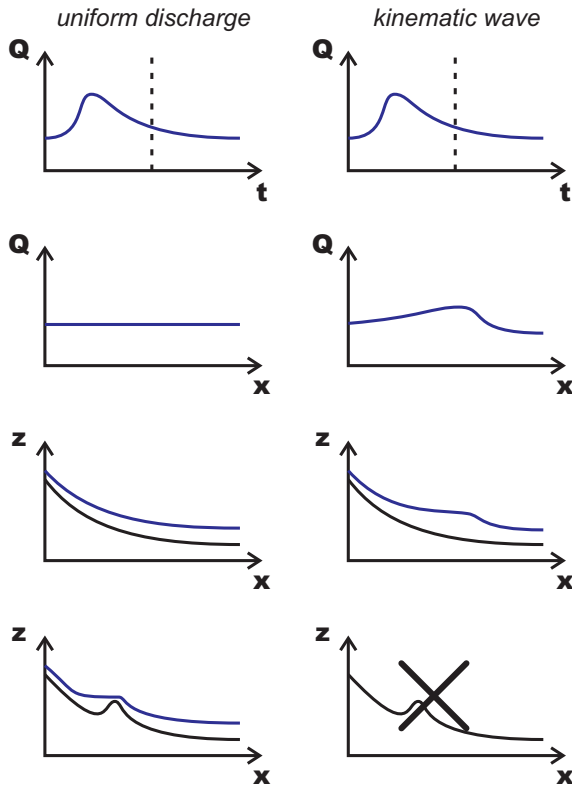 uniform discharge kinematic wave
Q Q
t t
Q Q
x x
z z
x x
z z
x x